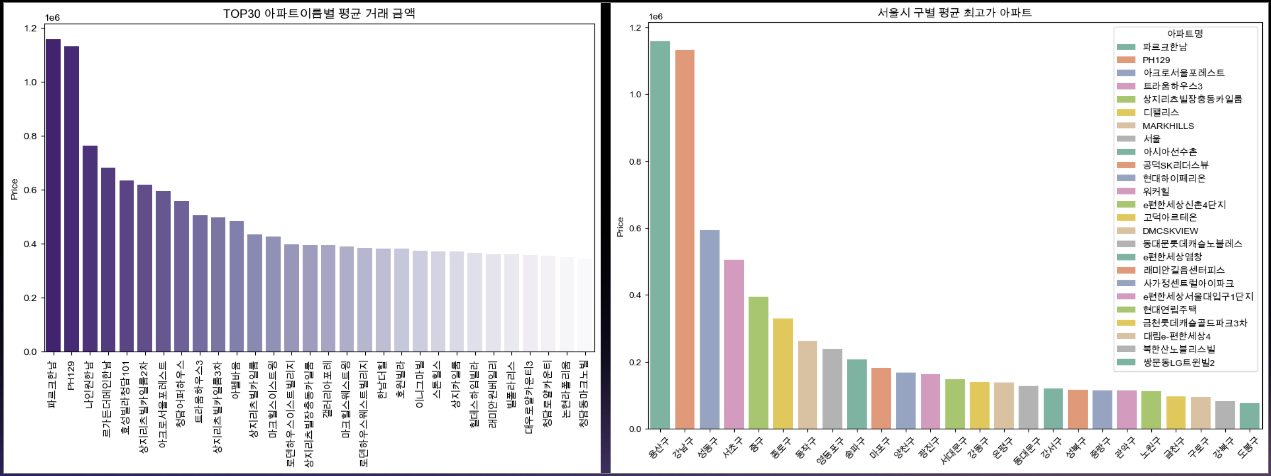 TOP30 아파트이름별 평균 거래 금액
1e6
1.2
1.0
0.8
0.6
0.4
0.2
0.0
Price
파르크한남
PH129
나인원한남
르가든더메인한남
효성빌라청담101
상지리츠빌카일룸2차
아크로서울포레스트
청담어퍼하우스
트라움하우스3
상지리츠빌카일룸3차
아펠바움
상지리츠빌카일룸
마크힐스이스트윙
로덴하우스이스트빌리지
상지리츠빌장충동카일룸
갤러리아포레
마크힐스웨스트윙
로덴하우스웨스트빌리지
한남더힐
호원빌라
이니그마빌
스톤힐스
상지카일룸
힐데스하임빌라
래미안원베일리
빌폴라리스
대우로얄카운티3
청담로얄카운티
논현라폴리움
청담동마크노빌
서울시 구별 평균 최고가 아파트
1e6
1.2
1.0
0.8
0.6
0.4
0.2
0.0
Price
아파트명
파르크한남
PH129
아크로서울포레스트
트라움하우스3
상지리츠빌장충동카일룸
디팰리스
MARKHILLS
서울
아시아선수촌
공덕SK리더스뷰
현대하이페리온
워커힐
e편한세상신촌4단지
고덕아르테온
DMCSKVIEW
동대문롯데캐슬노블레스
e편한세상염창
래미안길음센터피스
사가정센트럴아이파크
e편한세상서울대입구1단지
현대연립주택
금천롯데캐슬골드파크3차
대림e-편한세상4
북한산노블리스빌
쌍문동LG트윈빌2
용산구
강남구
성동구
서초구
중구
종로구
동작구
영등포구
송파구
마포구
양천구
광진구
서대문구
강동구
은평구
동대문구
강서구
성북구
중랑구
관악구
노원구
금천구
구로구
강북구
도봉구